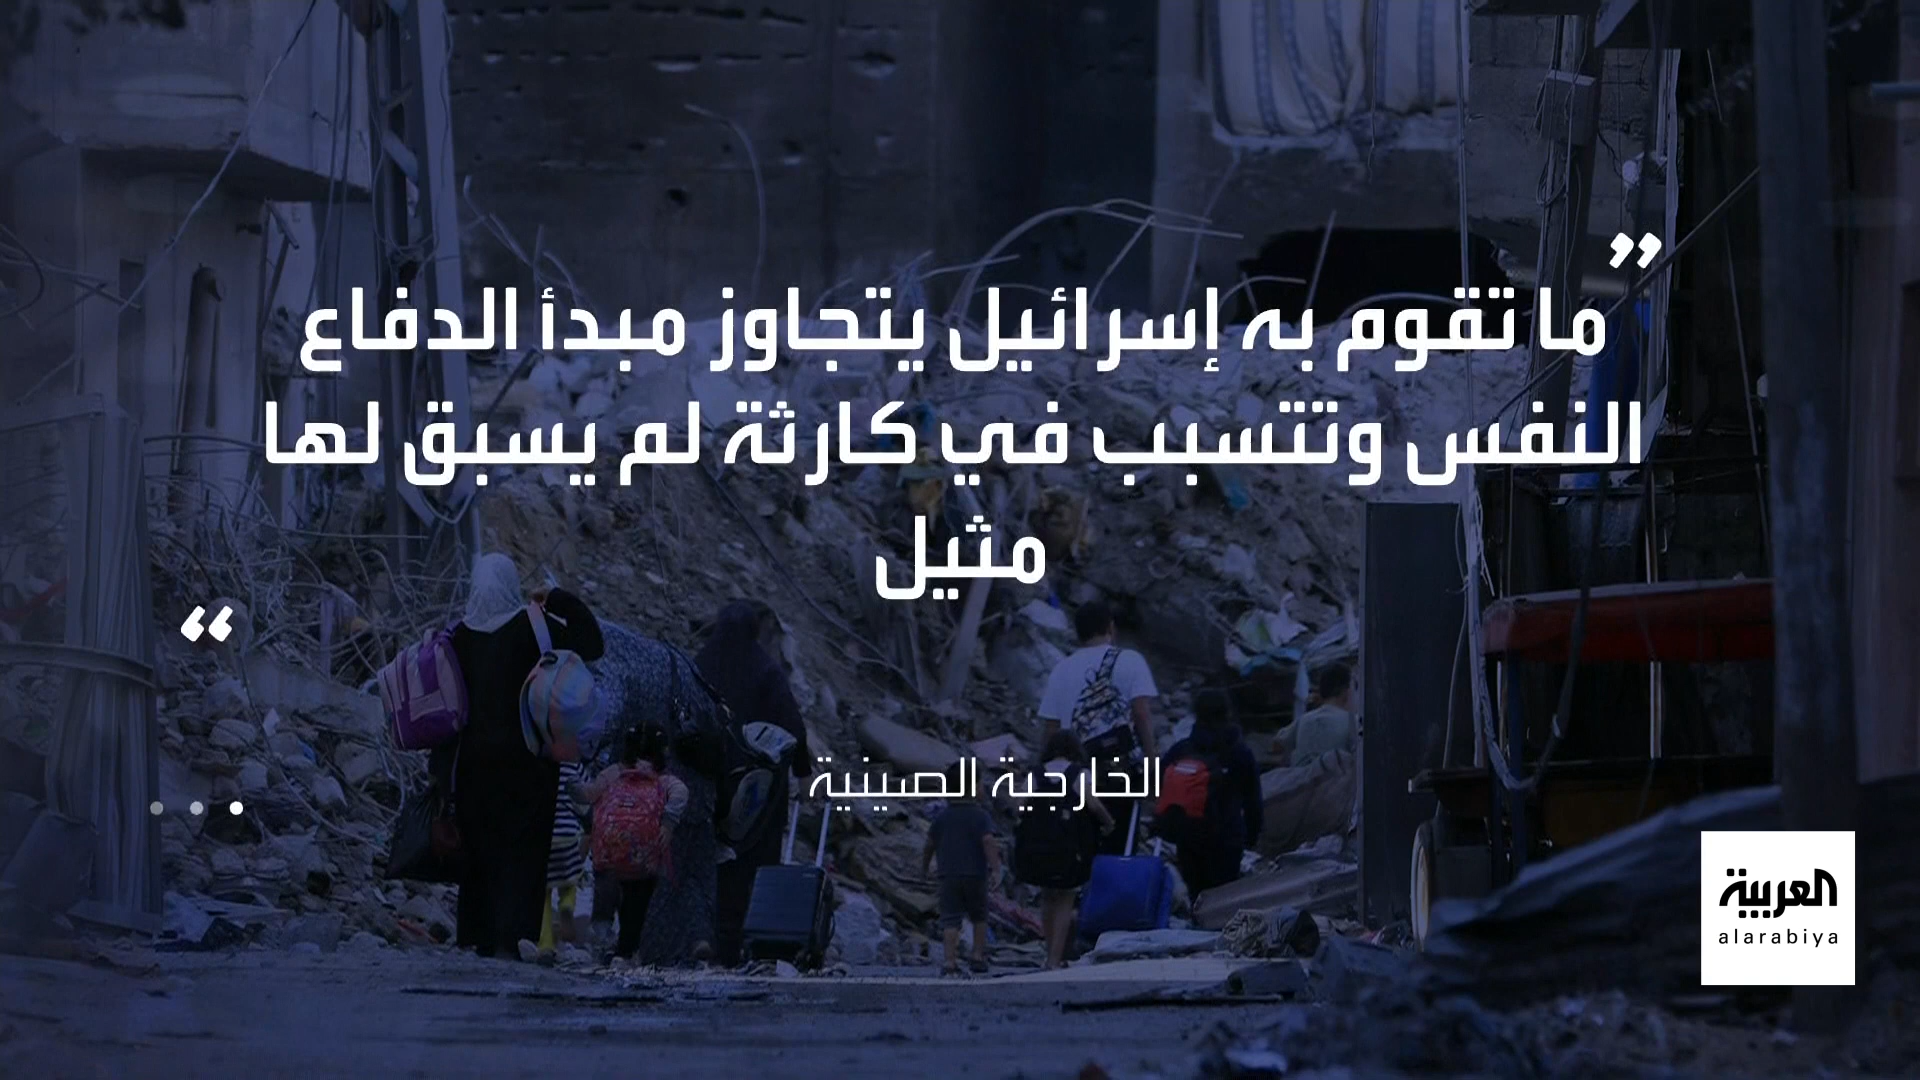 ”
ما تقوم به إسرائيل يتجاوز مبدأ الدفاع
النفس وتتسبب في كارثة لم يسبق لها
مثيل
“
الخارجية الصينية
العربية
alarabiya